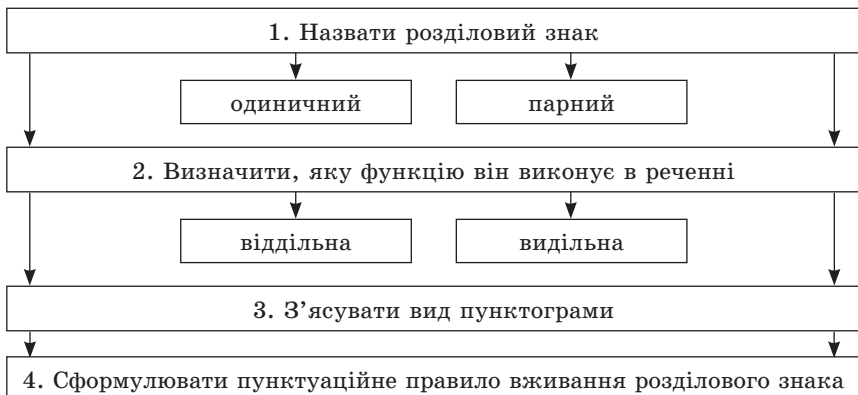 1. Назвати розділовий знак
одиничний
парний
2. Визначити, яку функцію він виконує в реченні
віддільна
видільна
3. З’ясувати вид пунктограми
4. Сформулювати пунктуаційне правило вживання розділового знака